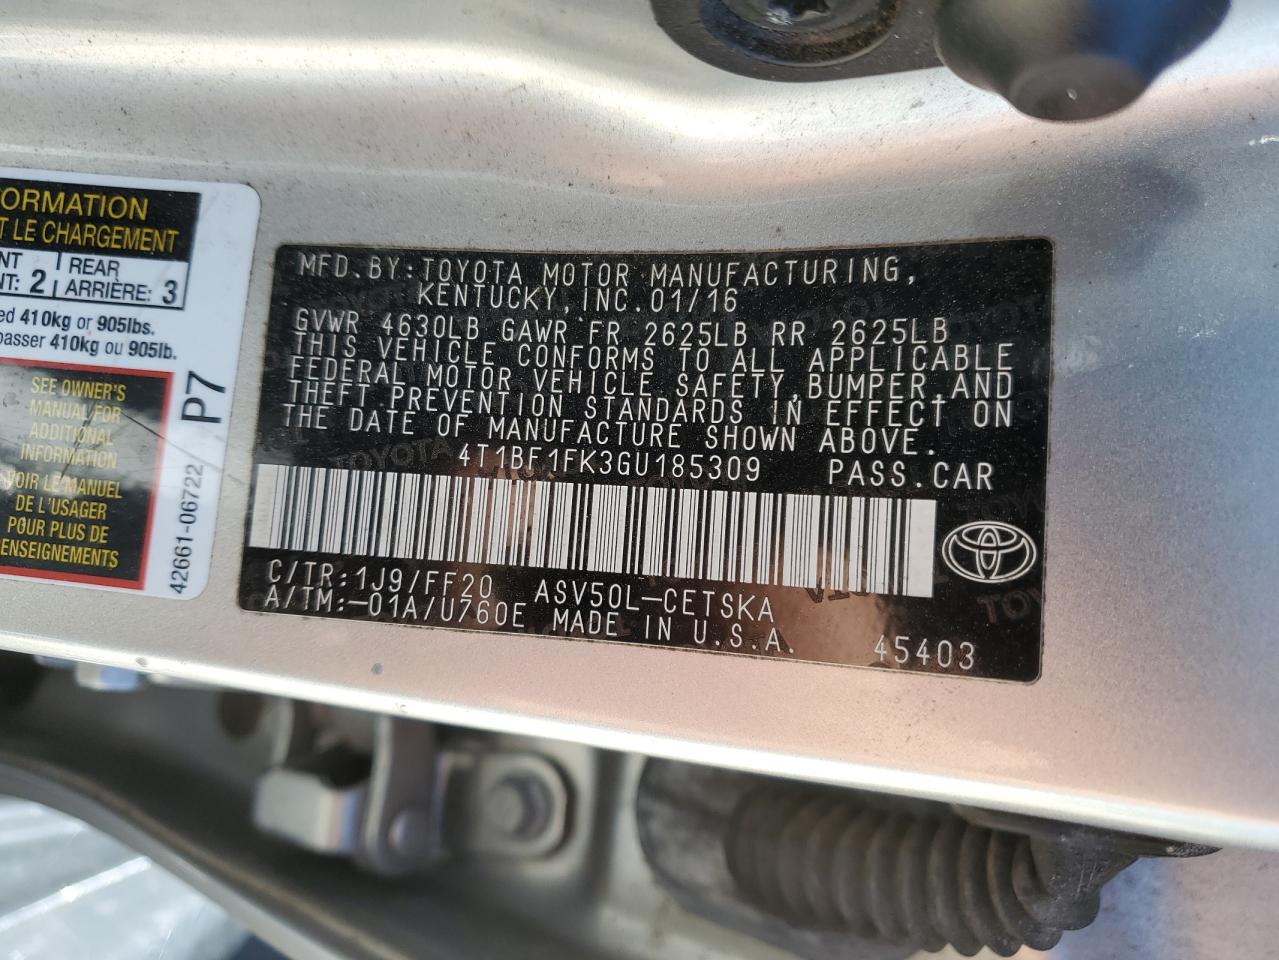 ORMATION
T LE CHARGEMENT
NT
T: 2
REAR
ARRIÈRE: 3
ed 410kg or 905lbs.
passer 410kg ou 905lb.
SEE OWNER'S
MANUAL FOR
ADDITIONAL
INFORMATION
VOIR LE MANUEL
DE L'USAGER
POUR PLUS DE
ENSEIGNEMENTS
P7
42661-06722
MFD.BY:TOYOTA MOTOR MANUFACTURING,
KENTUCKY, INC.01/16
GVWR 4630LB GAWR FR 2625LB RR 2625LB
THIS VEHICLE CONFORMS TO ALL APPLICABLE
FEDERAL MOTOR VEHICLE SAFETY,BUMPER,AND
THEFT PREVENTION STANDARDS IN EFFECT ON
THE DATE OF MANUFACTURE SHOWN ABOVE.
4T1BF1FK3GU185309 PASS.CAR
C/TR:1J9/FF20 ASV50L-CETSKA
A/TM:-01A/U760E MADE IN U.S.A. 45403